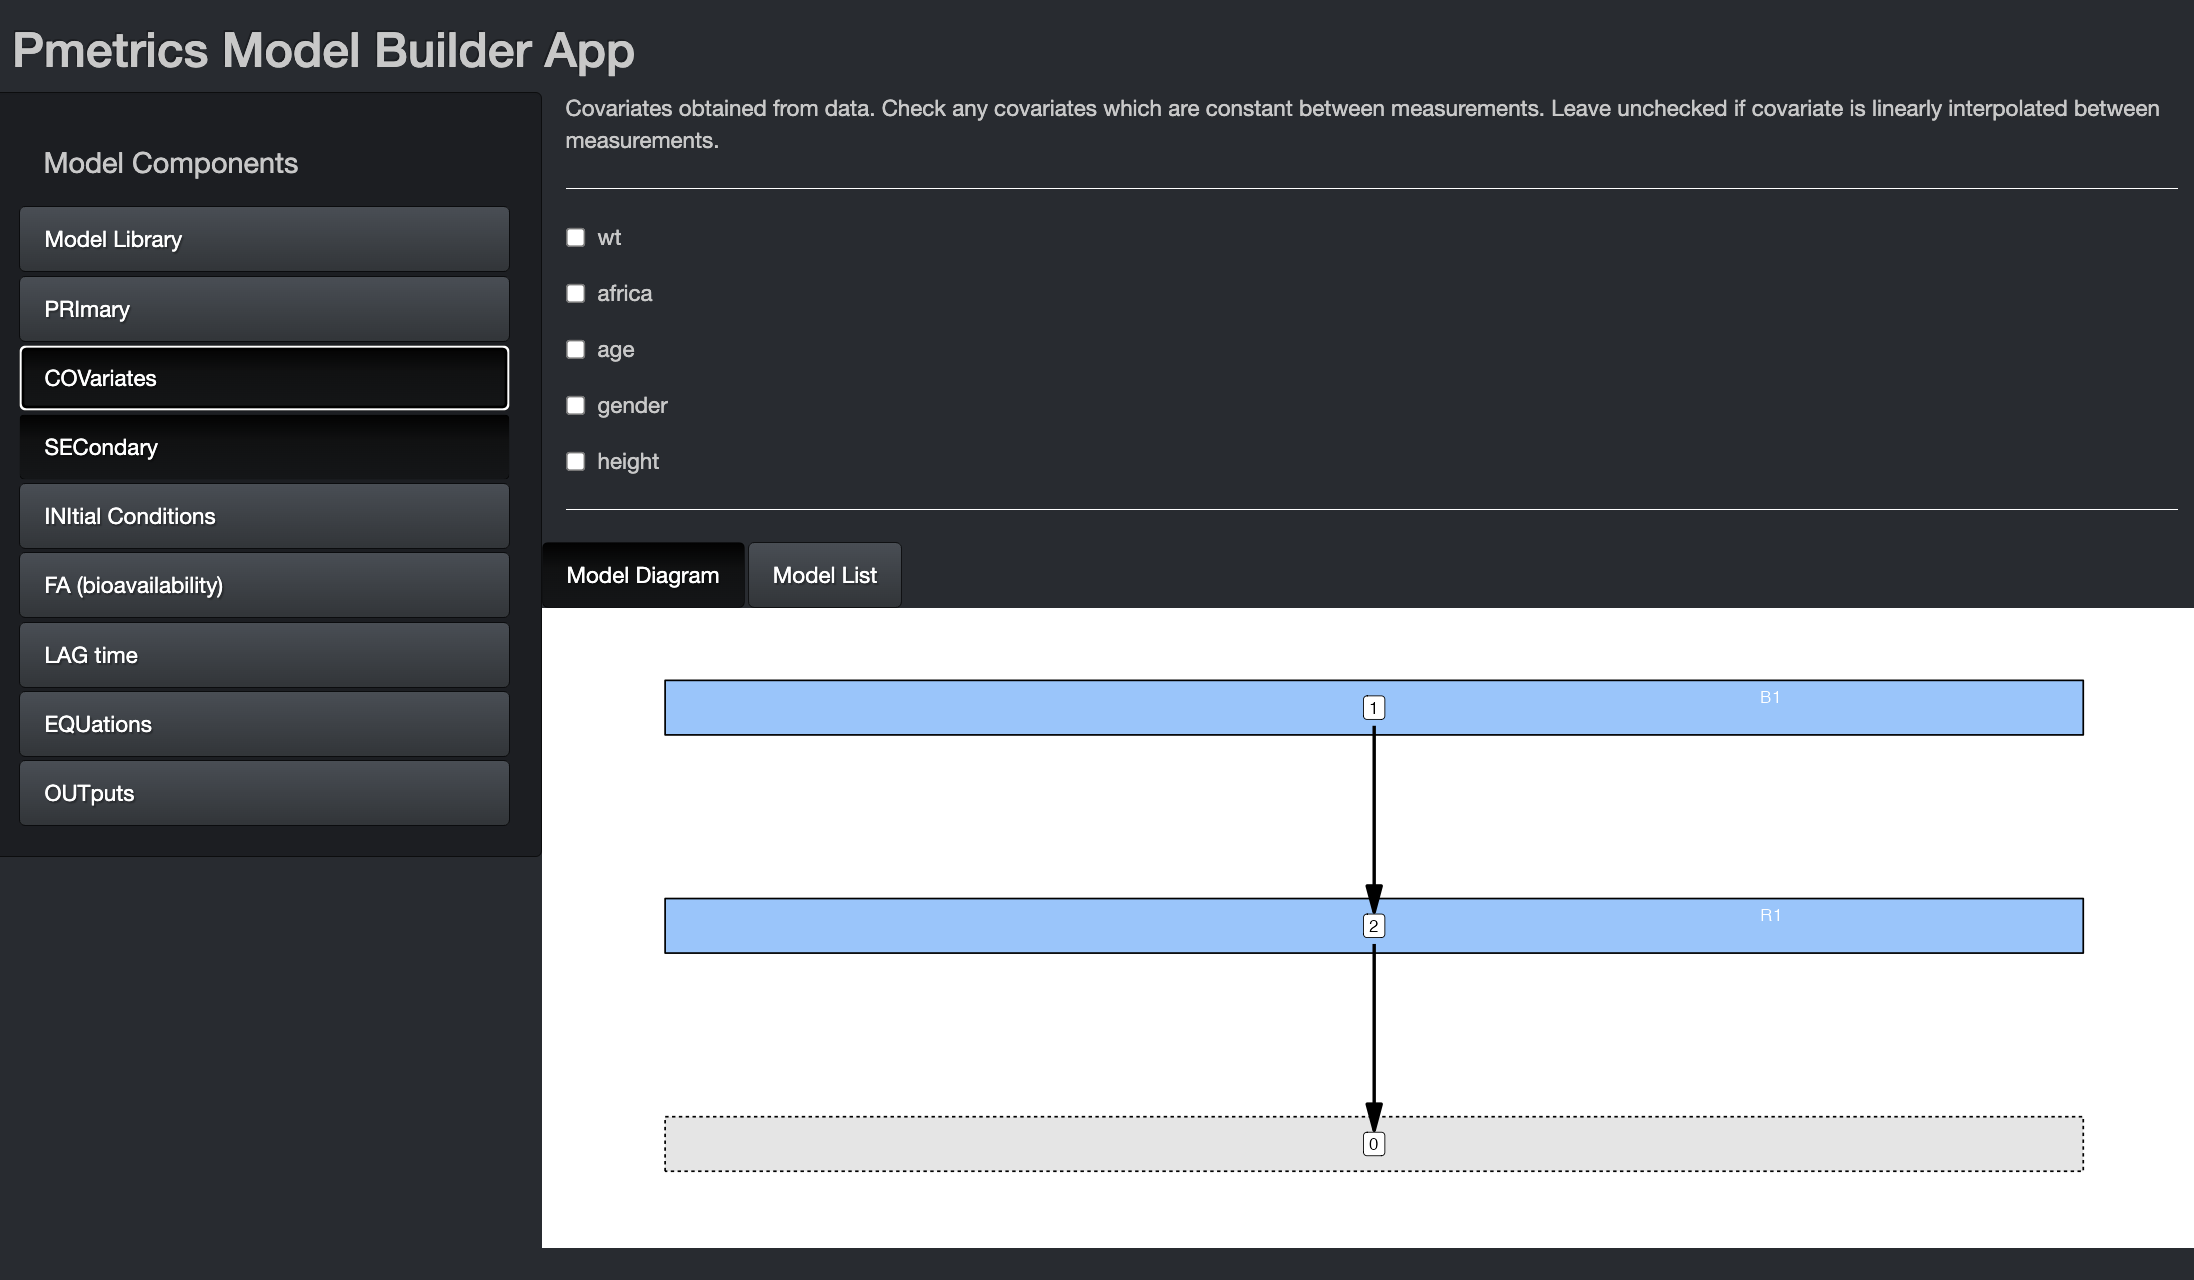 Pmetrics Model Builder App
Model Components
Model Library
PRImary
COVariates
SECondary
INItial Conditions
FA (bioavailability)
LAG time
EQUations
OUTputs
Covariates obtained from data. Check any covariates which are constant between measurements. Leave unchecked if covariate is linearly interpolated between
measurements.
wt
africa
age
gender
height
Model Diagram
Model List
1
B1
2
R1
0